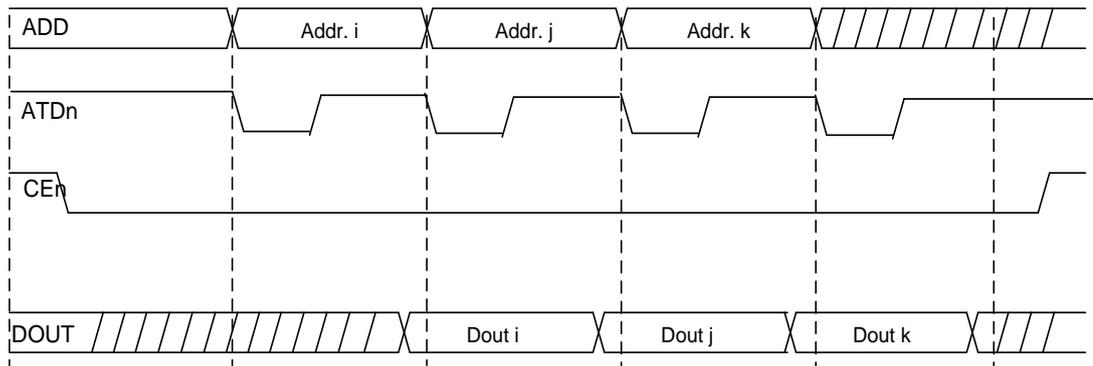 ADD
Addr. i
Addr. j
Addr. k
ATDn
CEn
DOUT
Dout i
Dout j
Dout k